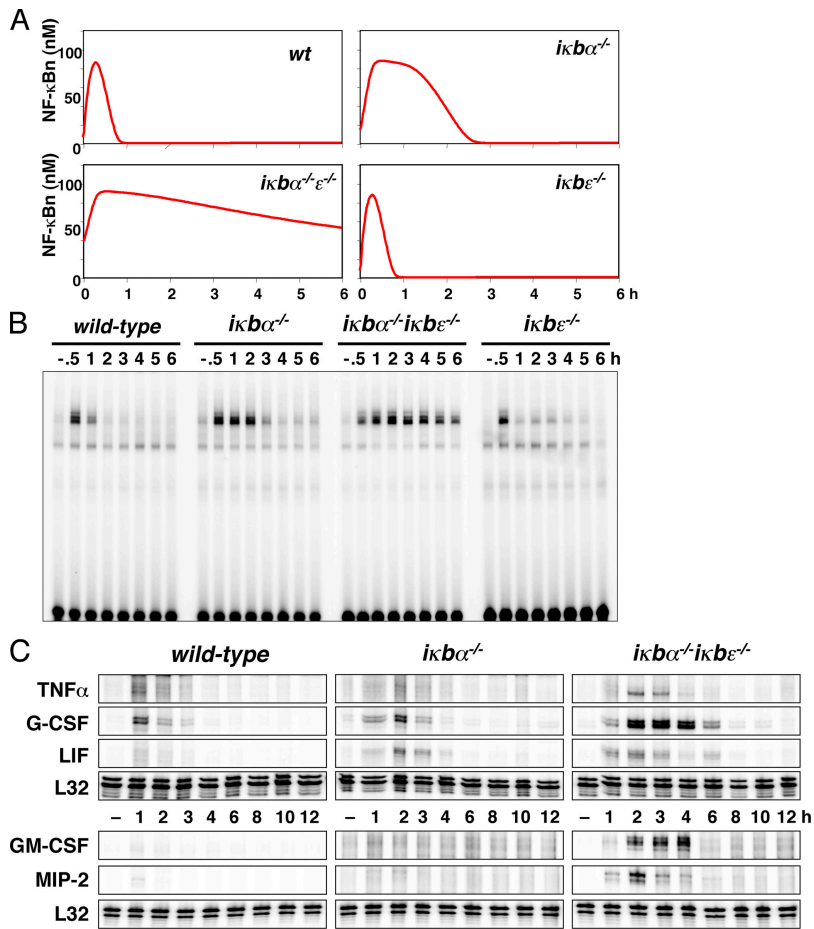 A
NF-κBn (nM)
100
50
0
wt
iκbα-/-
NF-κBn (nM)
100
50
0
iκbα-/-ε-/-
iκbε-/-
0 1 2 3 4 5 6 0 1 2 3 4 5 6 h
B
wild-type iκbα-/- iκbα-/-iκbε-/- iκbε-/-
- .5 1 2 3 4 5 6 - .5 1 2 3 4 5 6 - .5 1 2 3 4 5 6 - .5 1 2 3 4 5 6 h
C
wild-type iκbα-/- iκbα-/-iκbε-/-
TNFα
G-CSF
LIF
L32
– 1 2 3 4 6 8 10 12 – 1 2 3 4 6 8 10 12 – 1 2 3 4 6 8 10 12 h
GM-CSF
MIP-2
L32